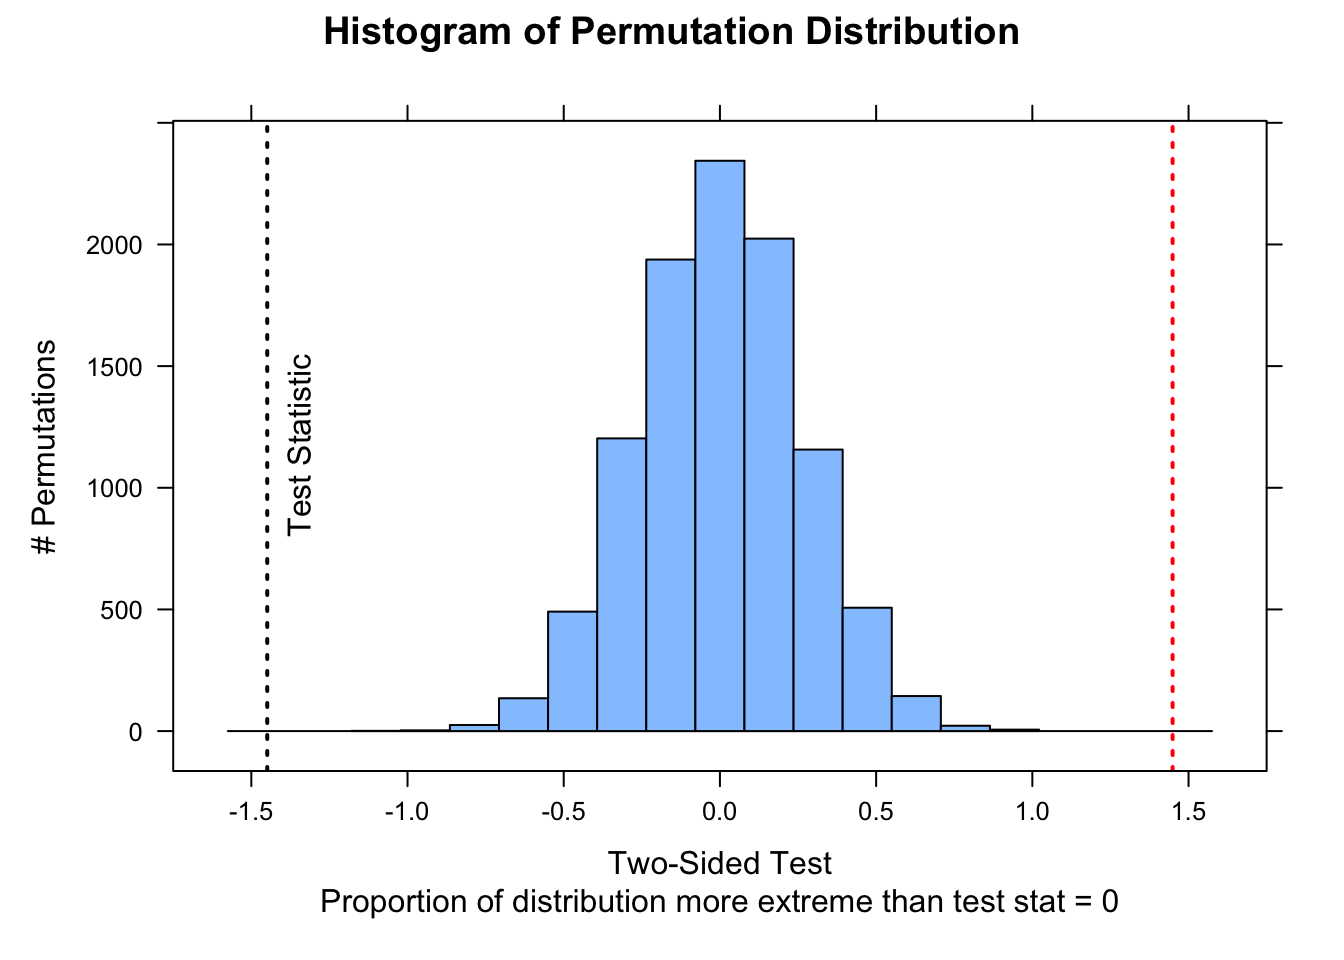 Histogram of Permutation Distribution
# Permutations
2000
1500
1000
500
0
Test Statistic
-1.5
-1.0
-0.5
0.0
0.5
1.0
1.5
Two-Sided Test
Proportion of distribution more extreme than test stat = 0